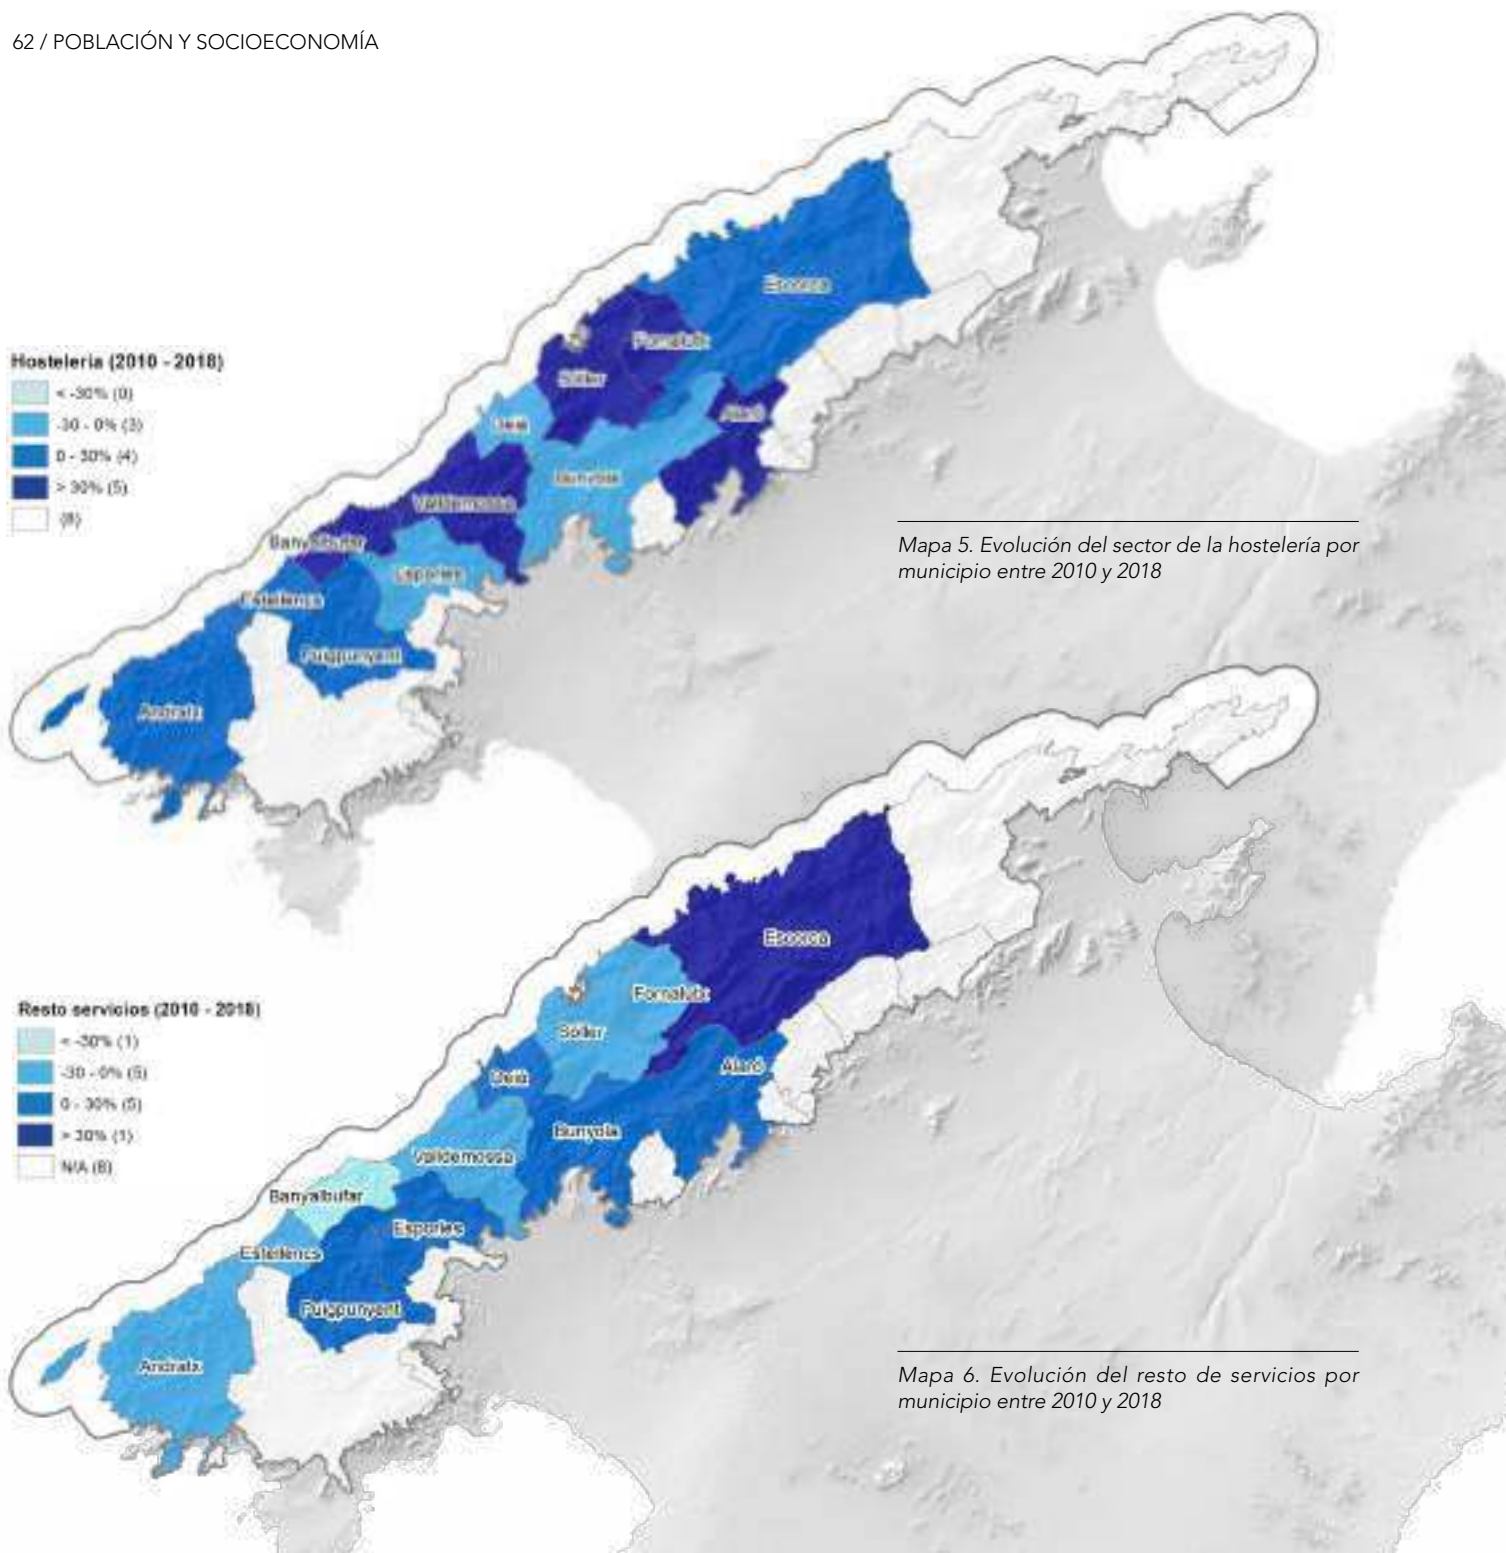 62 / POBLACIÓN Y SOCIOECONOMÍA
Escorca
Fornalutx
Sóller
Alaró
Deià
Bunyola
Valldemossa
Banyalbufar
Esporles
Estellencs
Puigpunyent
Andratx
Hostelería (2010 - 2018)
< -30% (0)
-30 - 0% (3)
0 - 30% (4)
> 30% (5)
(8)
Mapa 5. Evolución del sector de la hostelería por
municipio entre 2010 y 2018
Escorca
Fornalutx
Sóller
Alaró
Deià
Bunyola
Valldemossa
Banyalbufar
Esporles
Estellencs
Puigpunyent
Andratx
Resto servicios (2010 - 2018)
< -30% (1)
-30 - 0% (5)
0 - 30% (5)
> 30% (1)
N/A (8)
Mapa 6. Evolución del resto de servicios por
municipio entre 2010 y 2018